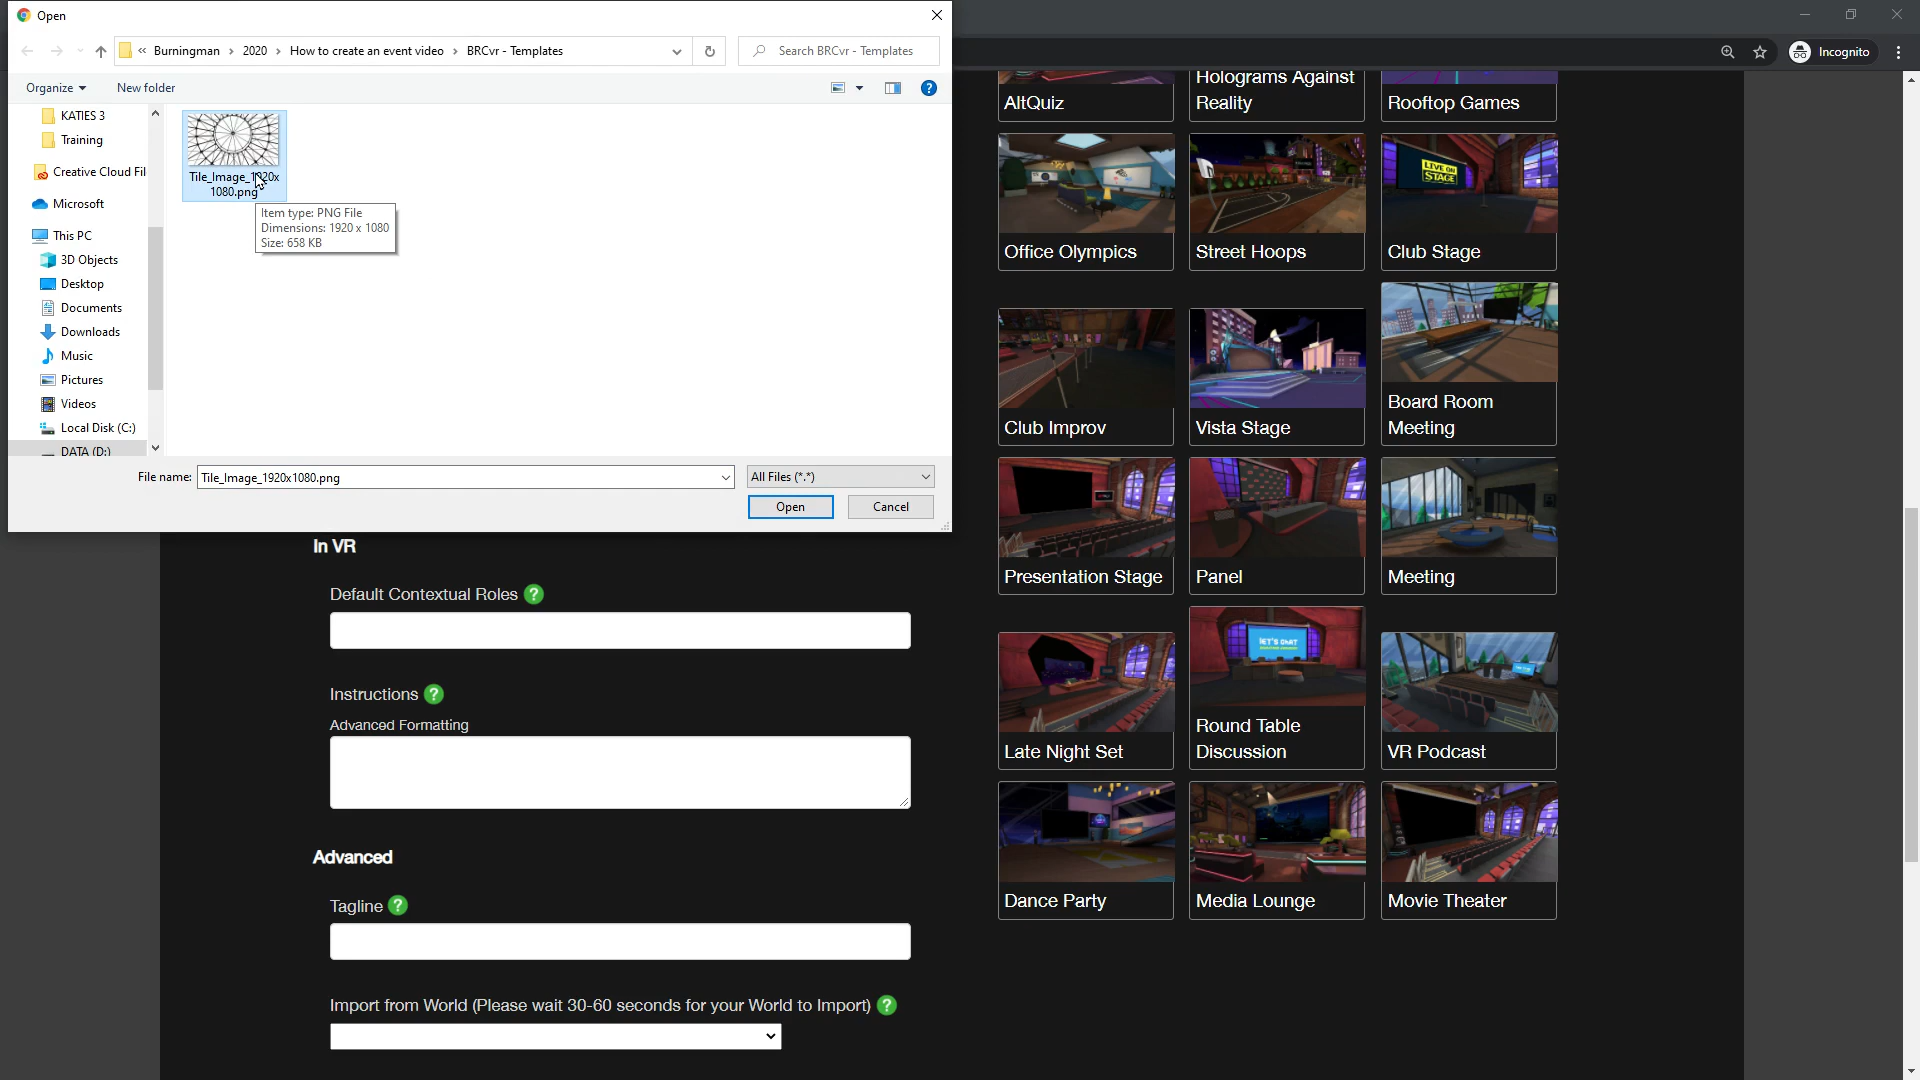 Open
« Burningman > 2020 > How to create an event video > BRCvr - Templates
Search BRCvr - Templates
Incognito
Organize
New folder
KATIES 3
Training
Creative Cloud Fil
Microsoft
This PC
3D Objects
Desktop
Documents
Downloads
Music
Pictures
Videos
Local Disk (C:)
DATA (D:)
Tile_Image_1920x
1080.png
Item type: PNG File
Dimensions: 1920 x 1080
Size: 658 KB
File name:
Tile_Image_1920x1080.png
All Files (*.*)
Open
Cancel
In VR
Default Contextual Roles ?
Instructions ?
Advanced Formatting
Advanced
Tagline ?
Import from World (Please wait 30-60 seconds for your World to Import) ?
AltQuiz
Holograms Against
Reality
Rooftop Games
Office Olympics
Street Hoops
LIVE ON
STAGE
Club Stage
Club Improv
Vista Stage
Board Room
Meeting
Presentation Stage
Panel
Meeting
Late Night Set
LET'S CHAT
Round Table
Discussion
VR Podcast
Dance Party
Media Lounge
Movie Theater